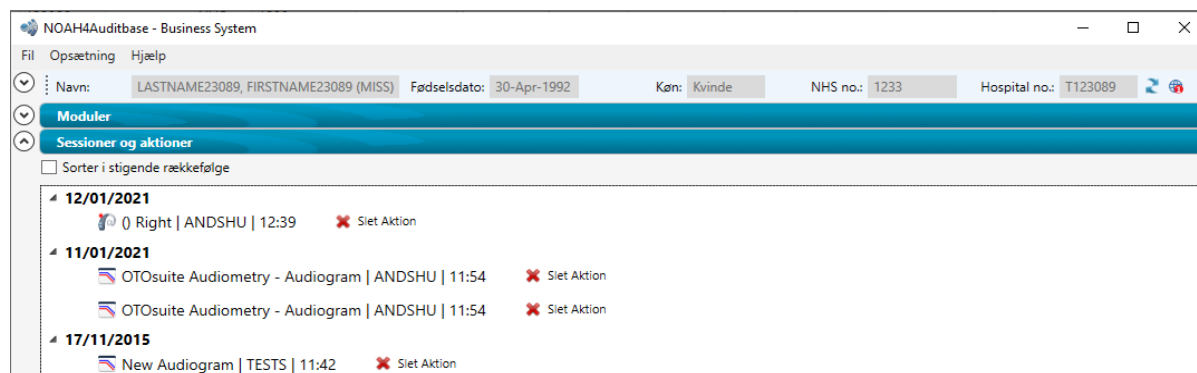 NOAH4Auditbase - Business System
Fil Opsætning Hjælp
Navn: LASTNAME23089, FIRSTNAME23089 (MISS) Fødselsdato: 30-Apr-1992 Køn: Kvinde NHS no.: 1233 Hospital no.: T123089
Moduler
Sessioner og aktioner
Sorter i stigende rækkefølge
12/01/2021
() Right | ANDSHU | 12:39 Slet Aktion
11/01/2021
OTOsuite Audiometry - Audiogram | ANDSHU | 11:54 Slet Aktion
OTOsuite Audiometry - Audiogram | ANDSHU | 11:54 Slet Aktion
17/11/2015
New Audiogram | TESTS | 11:42 Slet Aktion